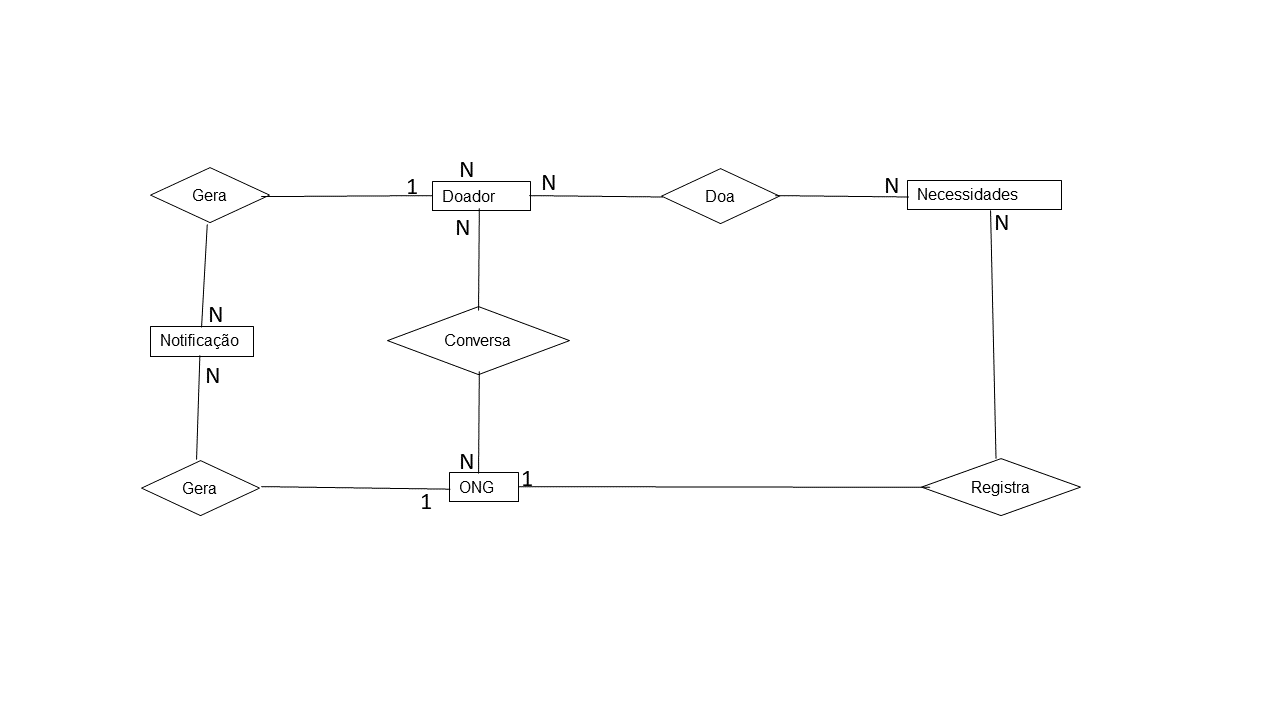 N
Gera
1
Doador
N
Doa
N
Necessidades
N
N
N
Notificação
N
Conversa
N
Gera
1
ONG
1
Registra